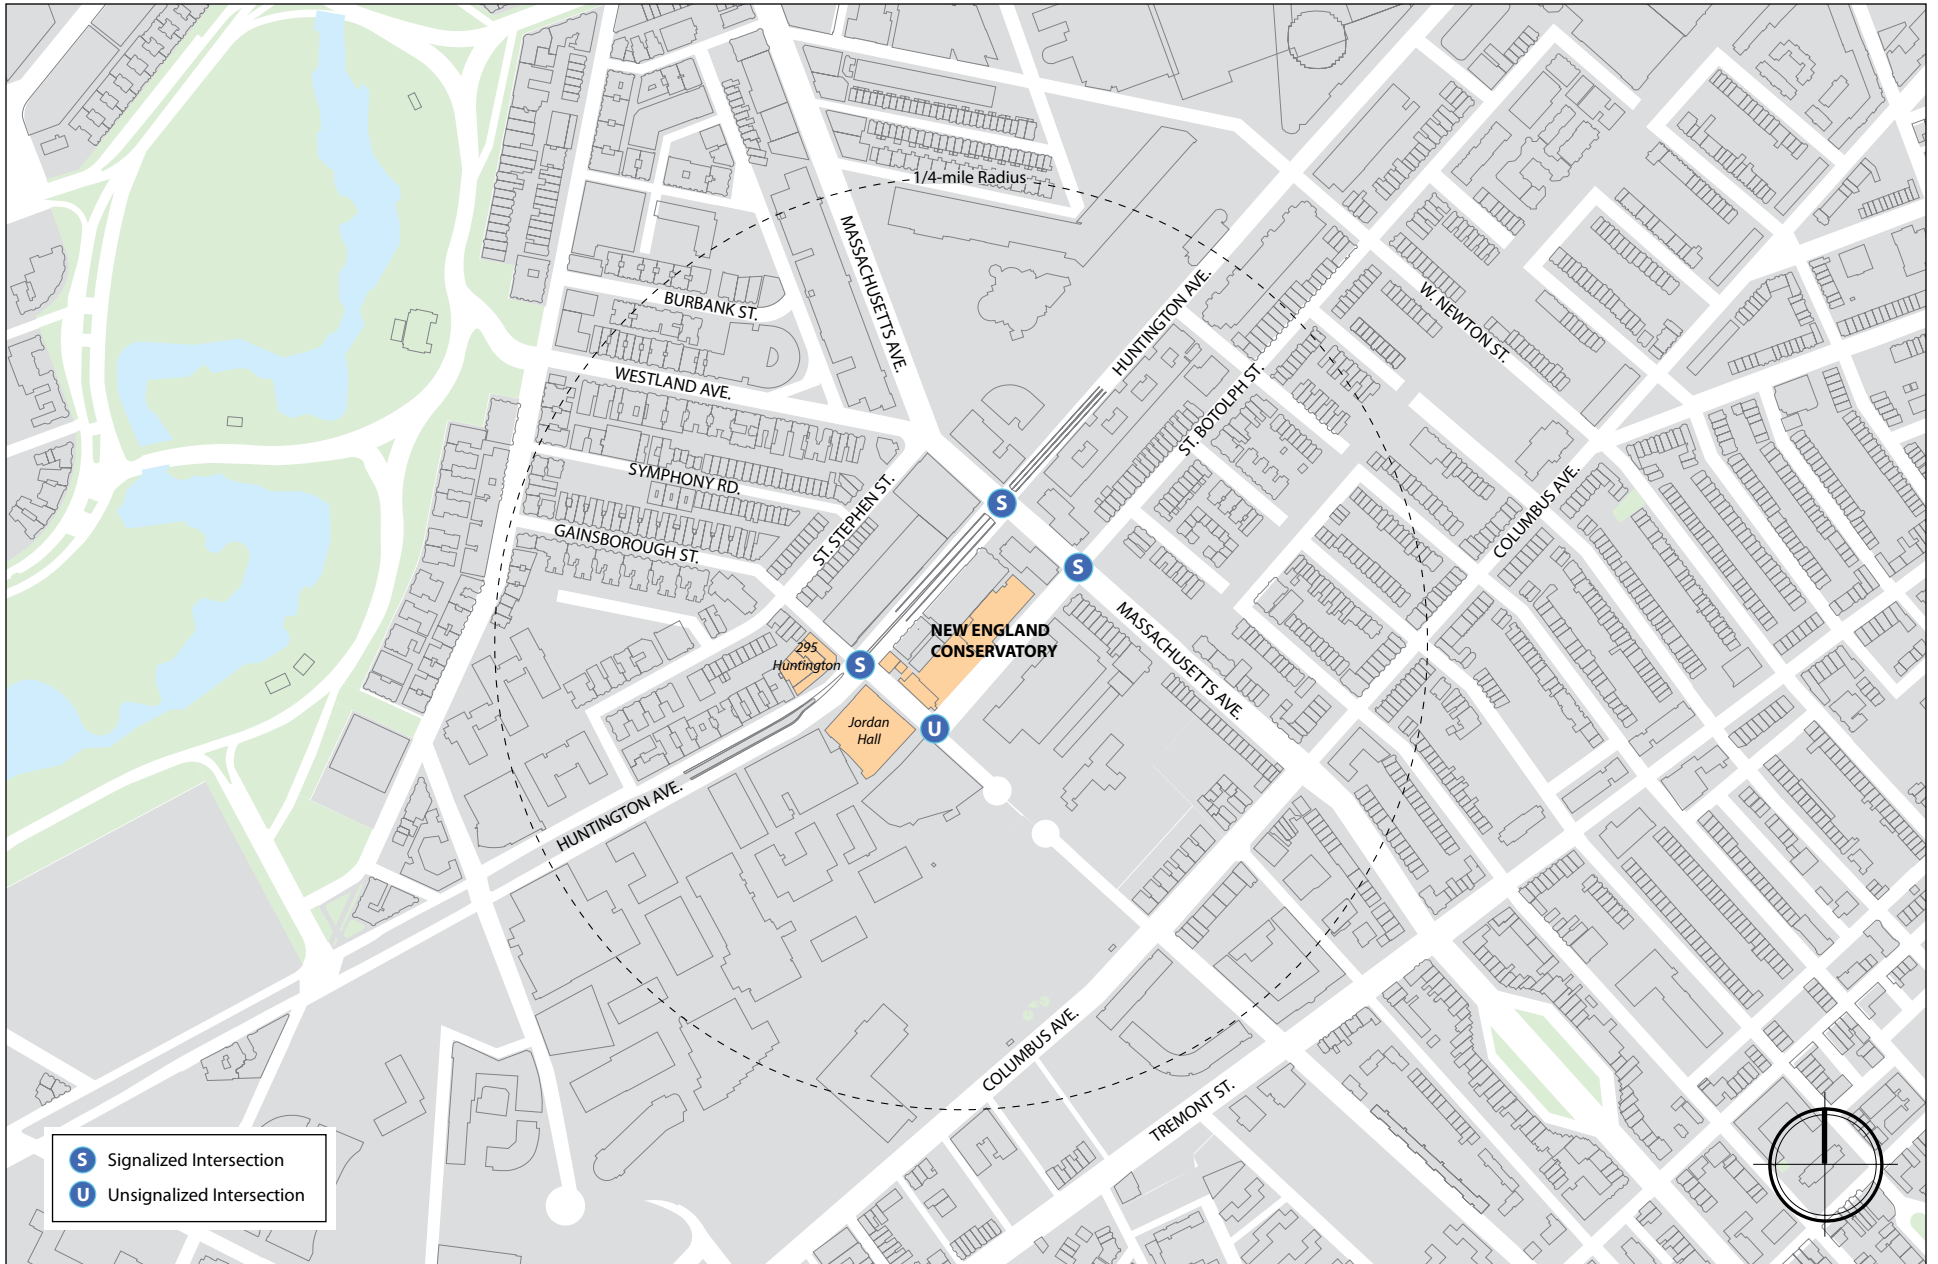 1/4-mile Radius
MASSACHUSETTS AVE.
BURBANK ST.
HUNTINGTON AVE.
W. NEWTON ST.
WESTLAND AVE.
ST. BOTOLPH ST.
SYMPHONY RD.
ST. STEPHEN ST.
COLUMBUS AVE.
GAINSBOROUGH ST.
S
S
MASSACHUSETTS AVE.
NEW ENGLAND
CONSERVATORY
295
Huntington
S
Jordan
Hall
U
HUNTINGTON AVE.
COLUMBUS AVE.
TREMONT ST.
S Signalized Intersection
U Unsignalized Intersection